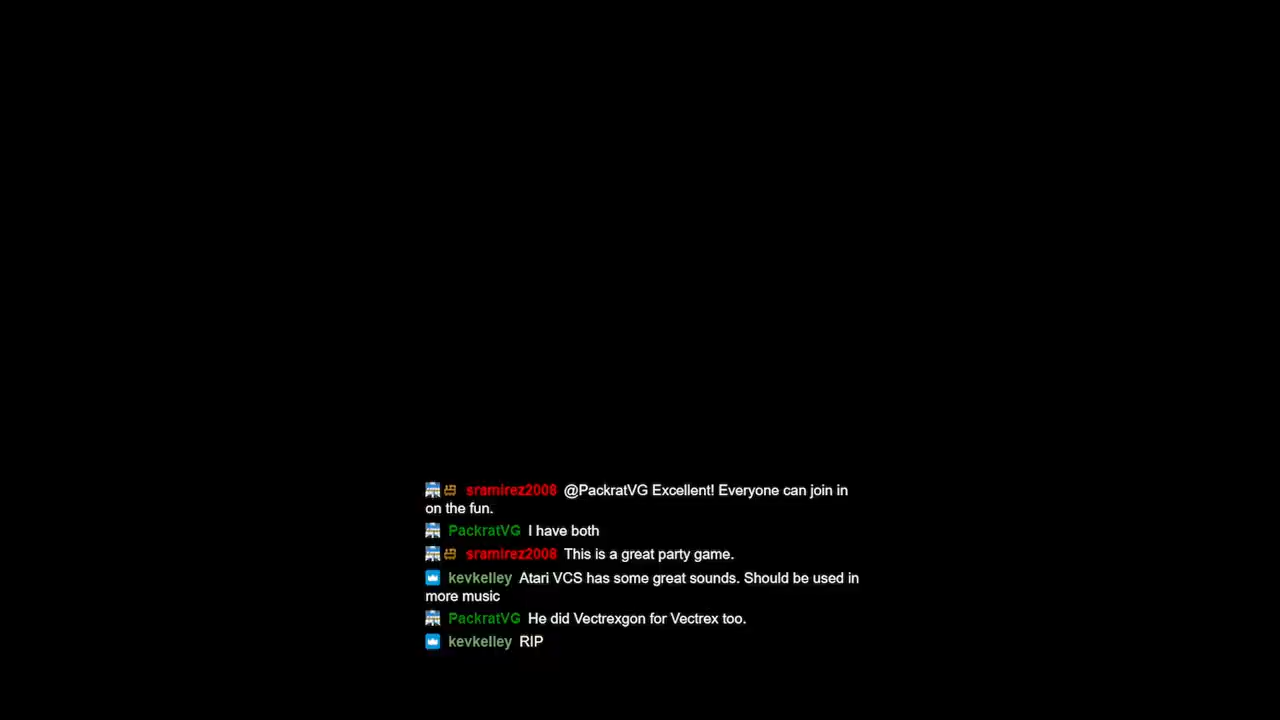 sramirez2008 @PackratVG Excellent! Everyone can join in
on the fun.
PackratVG I have both
sramirez2008 This is a great party game.
kevkelley Atari VCS has some great sounds. Should be used in
more music
PackratVG He did Vectrexgon for Vectrex too.
kevkelley RIP